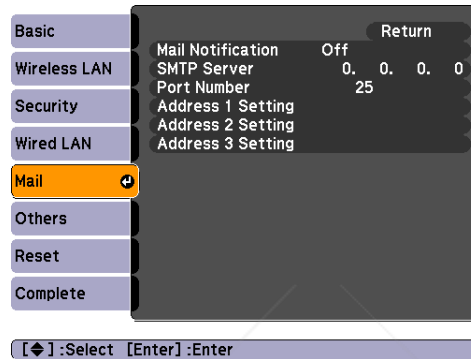 Basic
Wireless LAN
Security
Wired LAN
Mail
Others
Reset
Complete
Return
Mail Notification Off
SMTP Server 0. 0. 0. 0
Port Number 25
Address 1 Setting
Address 2 Setting
Address 3 Setting
[◆] :Select [Enter] :Enter